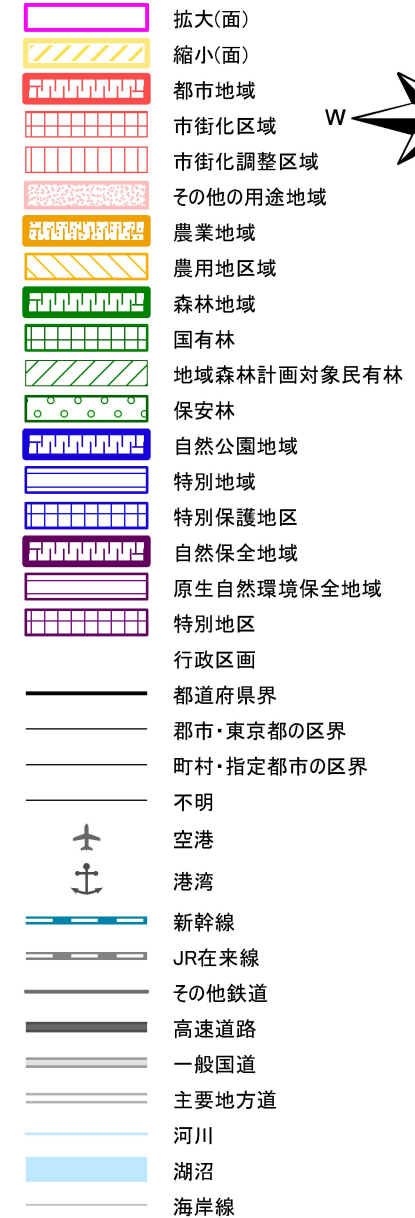 拡大(面)
縮小(面)
都市地域
市街化区域
W
市街化調整区域
その他の用途地域
農業地域
農用地区域
森林地域
国有林
地域森林計画対象民有林
保安林
自然公園地域
特別地域
特別保護地区
自然保全地域
原生自然環境保全地域
特別地区
行政区画
都道府県界
郡市・東京都の区界
町村・指定都市の区界
不明
空港
港湾
新幹線
JR在来線
その他鉄道
高速道路
一般国道
主要地方道
河川
湖沼
海岸線